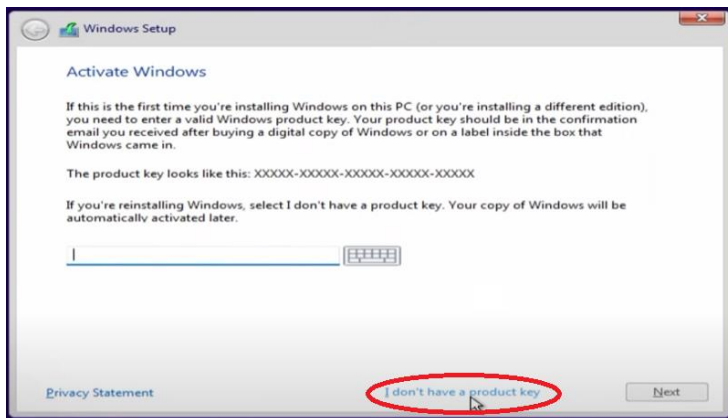 Windows Setup
Activate Windows
If this is the first time you're installing Windows on this PC (or you're installing a different edition),
you need to enter a valid Windows product key. Your product key should be in the confirmation
email you received after buying a digital copy of Windows or on a label inside the box that
Windows came in.
The product key looks like this: XXXXX-XXXXX-XXXXX-XXXXX-XXXXX
If you're reinstalling Windows, select I don't have a product key. Your copy of Windows will be
automatically activated later.
Privacy Statement
I don't have a product key
Next